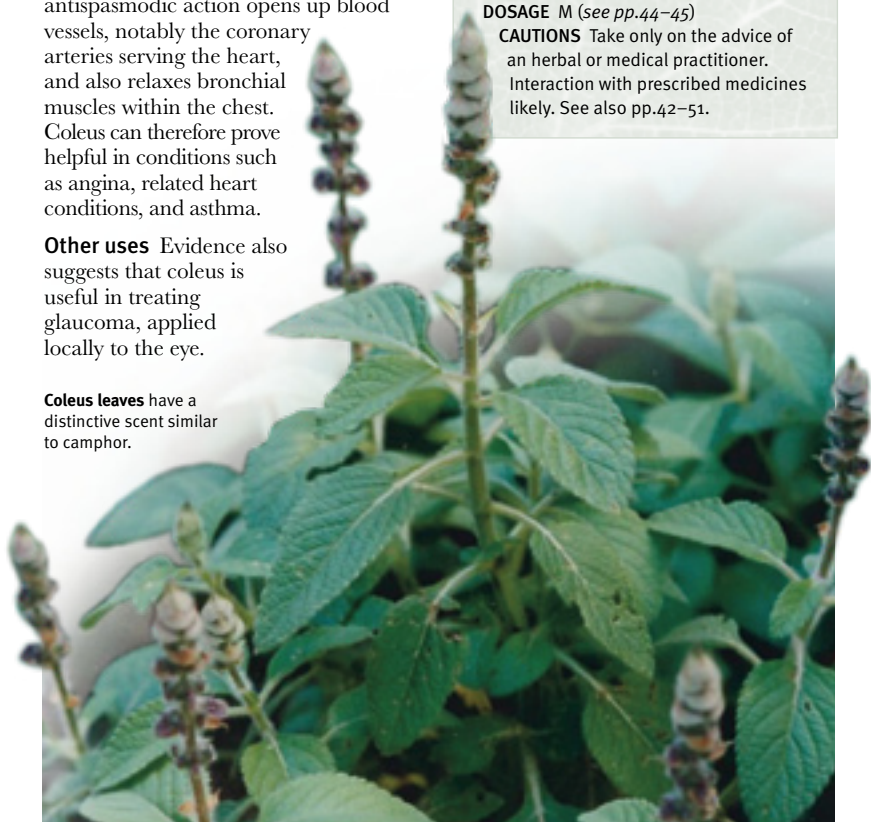 antispasmodic action opens up blood
vessels, notably the coronary
arteries serving the heart,
and also relaxes bronchial
muscles within the chest.
Coleus can therefore prove
helpful in conditions such
as angina, related heart
conditions, and asthma.
Other uses Evidence also
suggests that coleus is
useful in treating
glaucoma, applied
locally to the eye.
Coleus leaves have a
distinctive scent similar
to camphor.
DOSAGE M (see pp.44–45)
CAUTIONS Take only on the advice of
an herbal or medical practitioner.
Interaction with prescribed medicines
likely. See also pp.42–51.